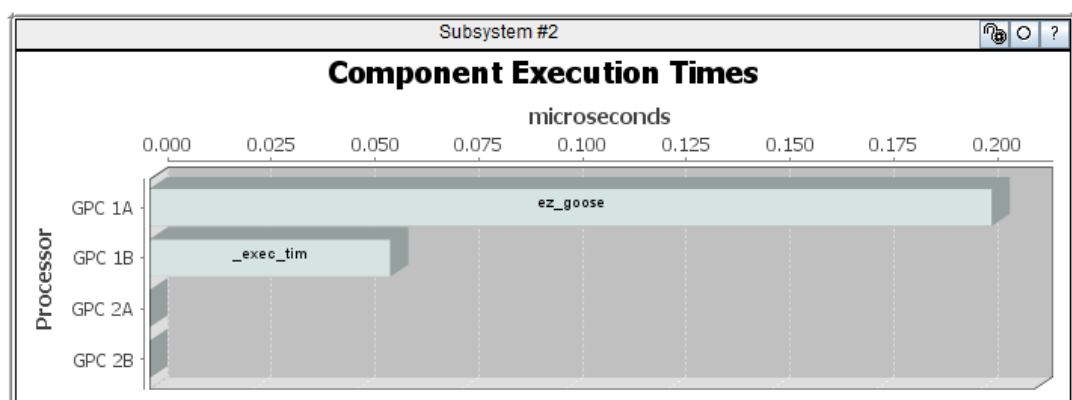 Subsystem #2 ?
Component Execution Times
microseconds
0.000 0.025 0.050 0.075 0.100 0.125 0.150 0.175 0.200
Processor
GPC 1A ez_goose
GPC 1B _exec_tim
GPC 2A
GPC 2B